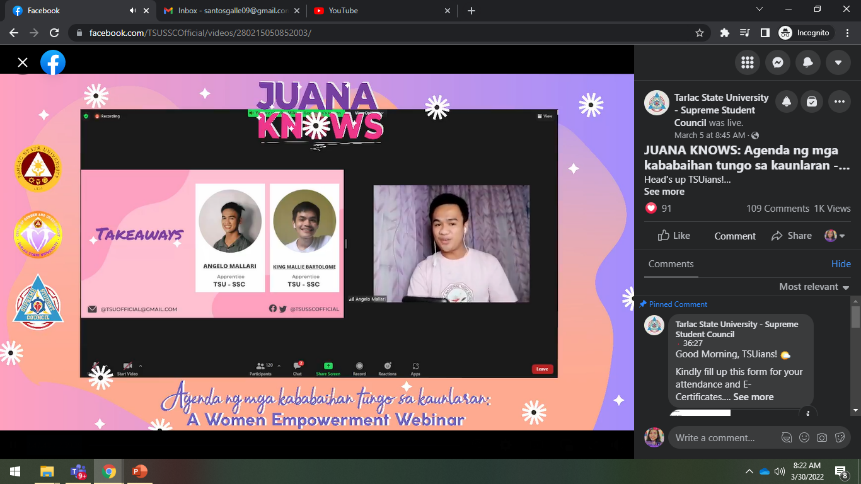 Facebook
Inbox - santosgalle09@gmail.co
YouTube
facebook.com/TSUSSCOfficial/videos/280215050852003/
Incognito
JUANA
KNOWS
Recording
View
TAKEAWAYS
ANGELO MALLARI
Apprentice
TSU - SSC
KING MALLIE BARTOLOME
Apprentice
TSU - SSC
@TSUOFFICIAL@GMAIL.COM
@TSUSSCOFFICIAL
Angelo Mallari
Start Video
Participants
Chat
Share Screen
Record
Reactions
Apps
Leave
Agenda ng mga kababaihan tungo sa kaunlaran:
A Women Empowerment Webinar
Tarlac State University
- Supreme Student
Council was live.
March 5 at 8:45 AM ·
JUANA KNOWS: Agenda ng mga
kababaihan tungo sa kaunlaran -...
Head's up TSUians!...
See more
91
109 Comments 1K Views
Like
Comment
Share
Comments
Hide
Most relevant
Pinned Comment
Tarlac State University - Supreme
Student Council
36:27
Good Morning, TSUians!
Kindly fill up this form for your
attendance and E-
Certificates.... See more
Write a comment...
9+
8:22 AM
3/30/2022
8